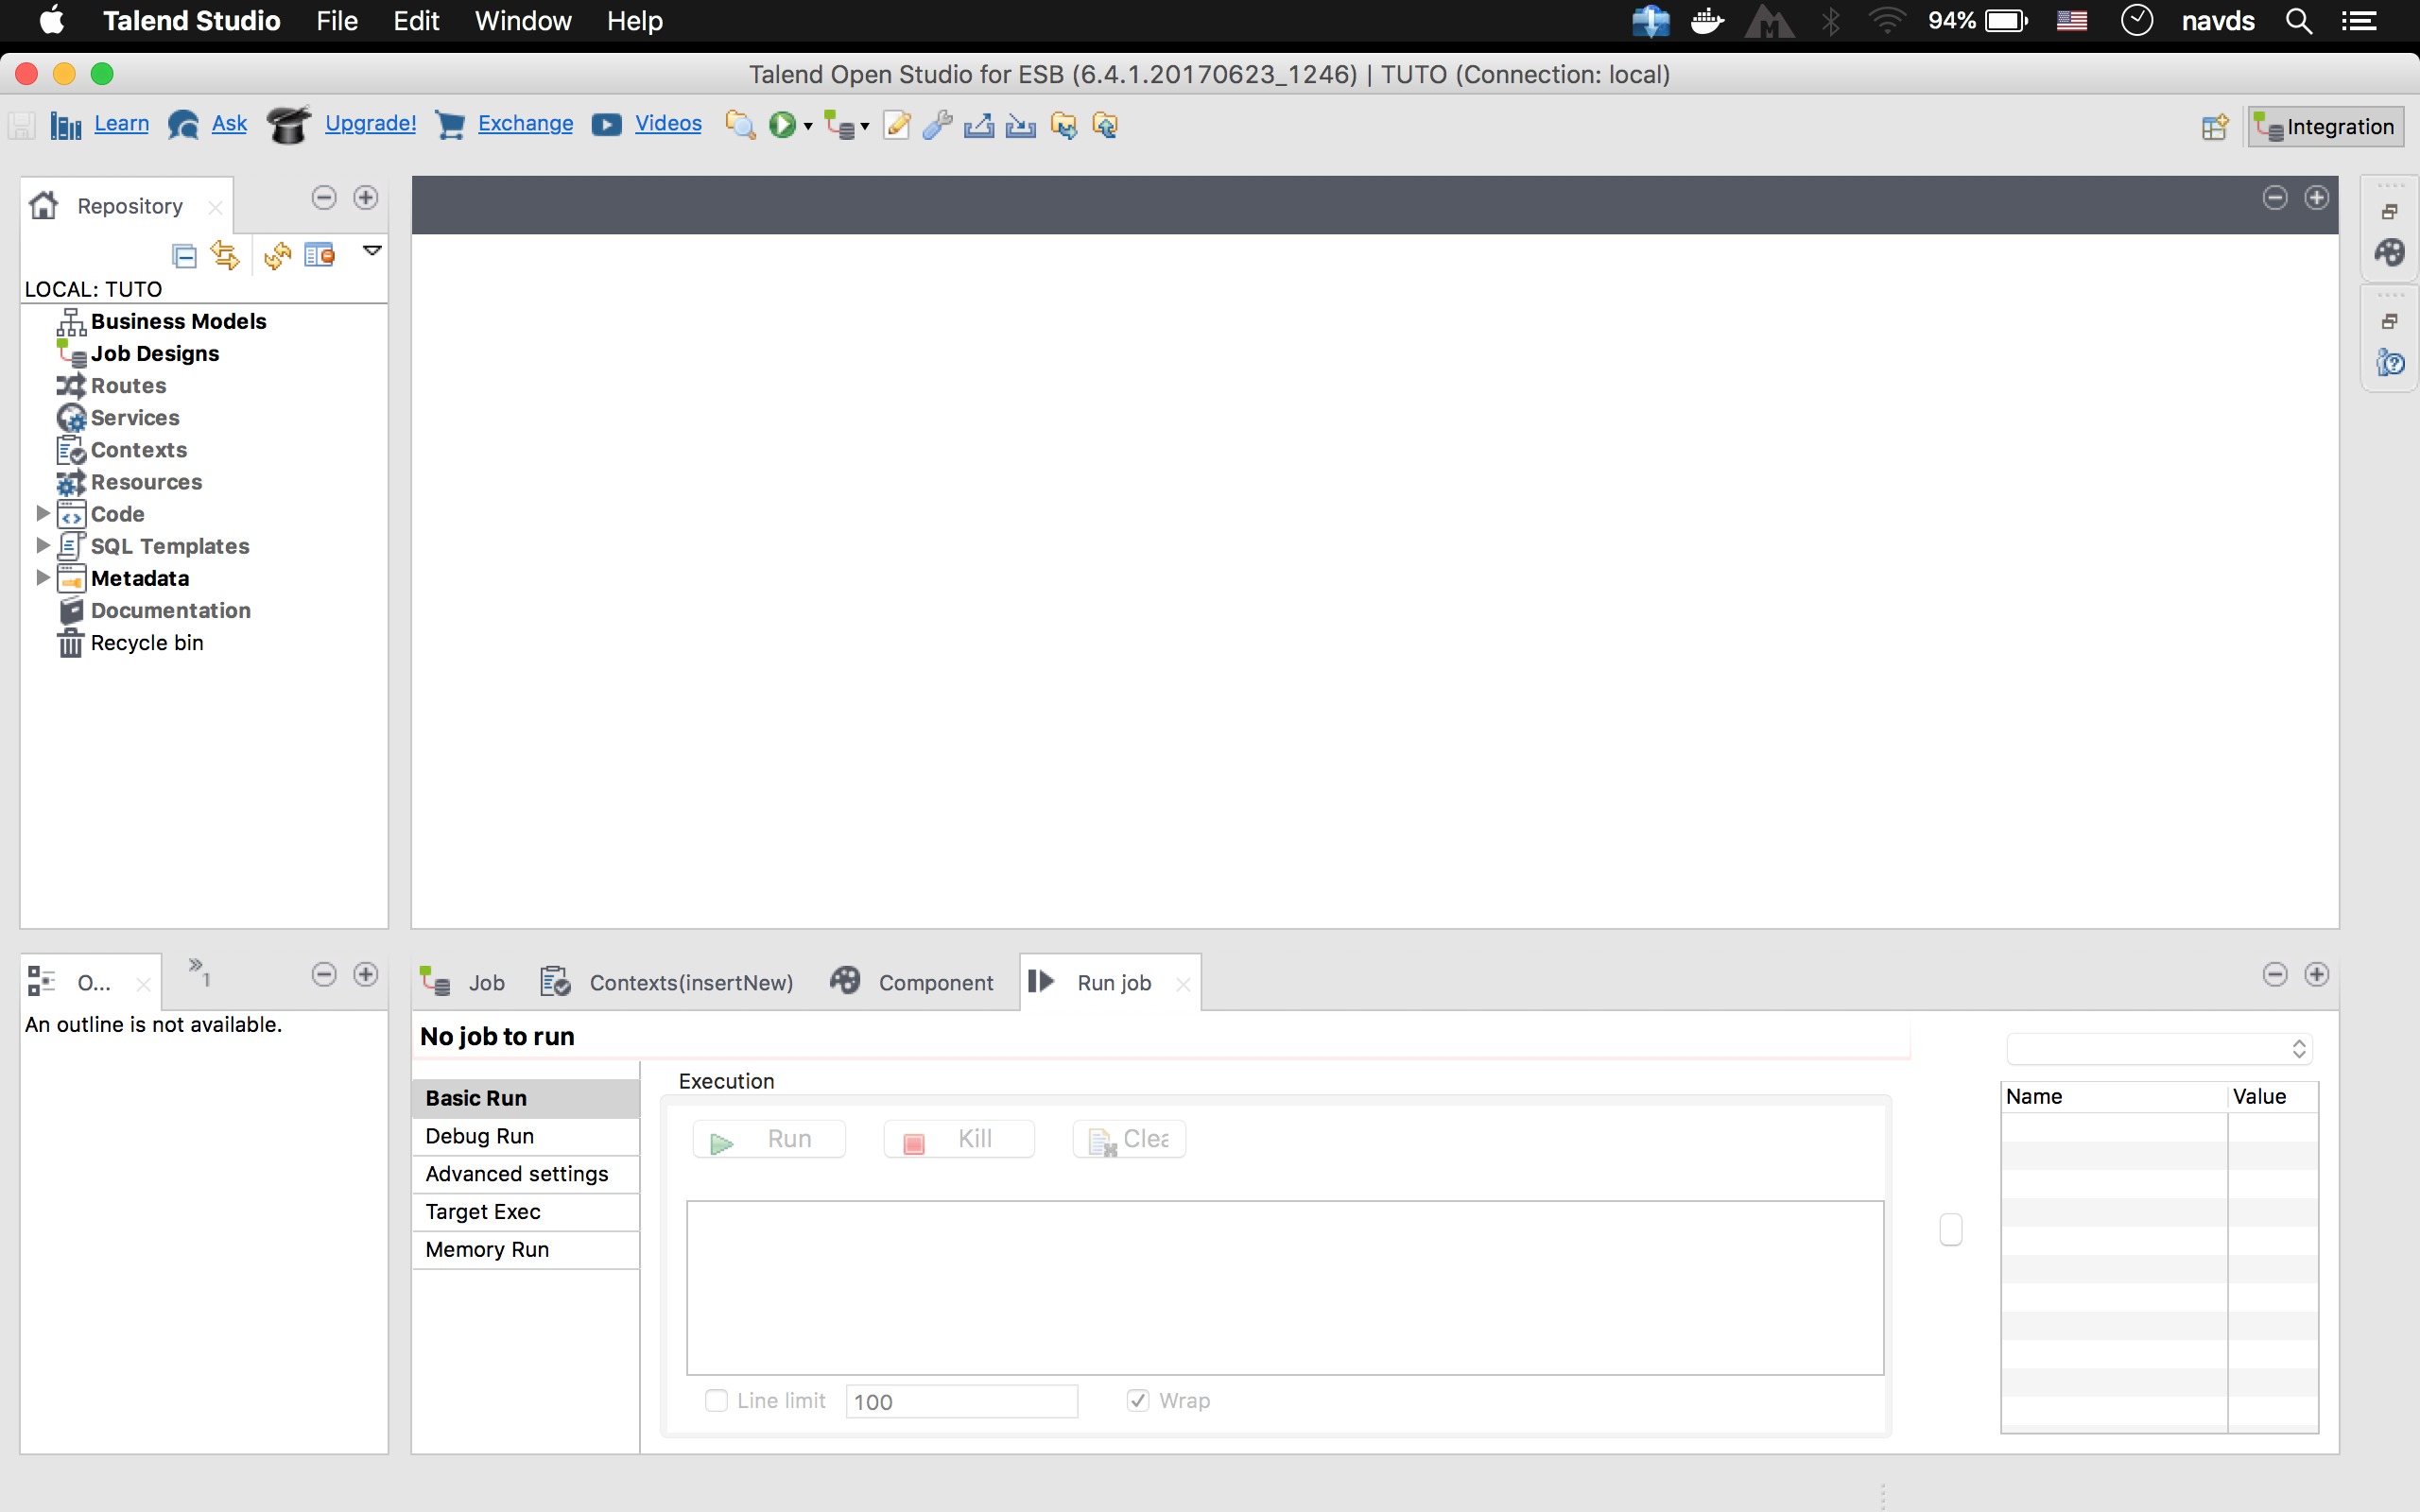 Talend Studio File Edit Window Help 94% navds
Talend Open Studio for ESB (6.4.1.20170623_1246) | TUTO (Connection: local)
Learn Ask Upgrade! Exchange Videos Integration
Repository
LOCAL: TUTO
Business Models
Job Designs
Routes
Services
Contexts
Resources
Code
SQL Templates
Metadata
Documentation
Recycle bin
O... »1
An outline is not available.
Job Contexts(insertNew) Component Run job
No job to run
Basic Run
Debug Run
Advanced settings
Target Exec
Memory Run
Execution
Run Kill Clea
Line limit 100 Wrap
Name Value